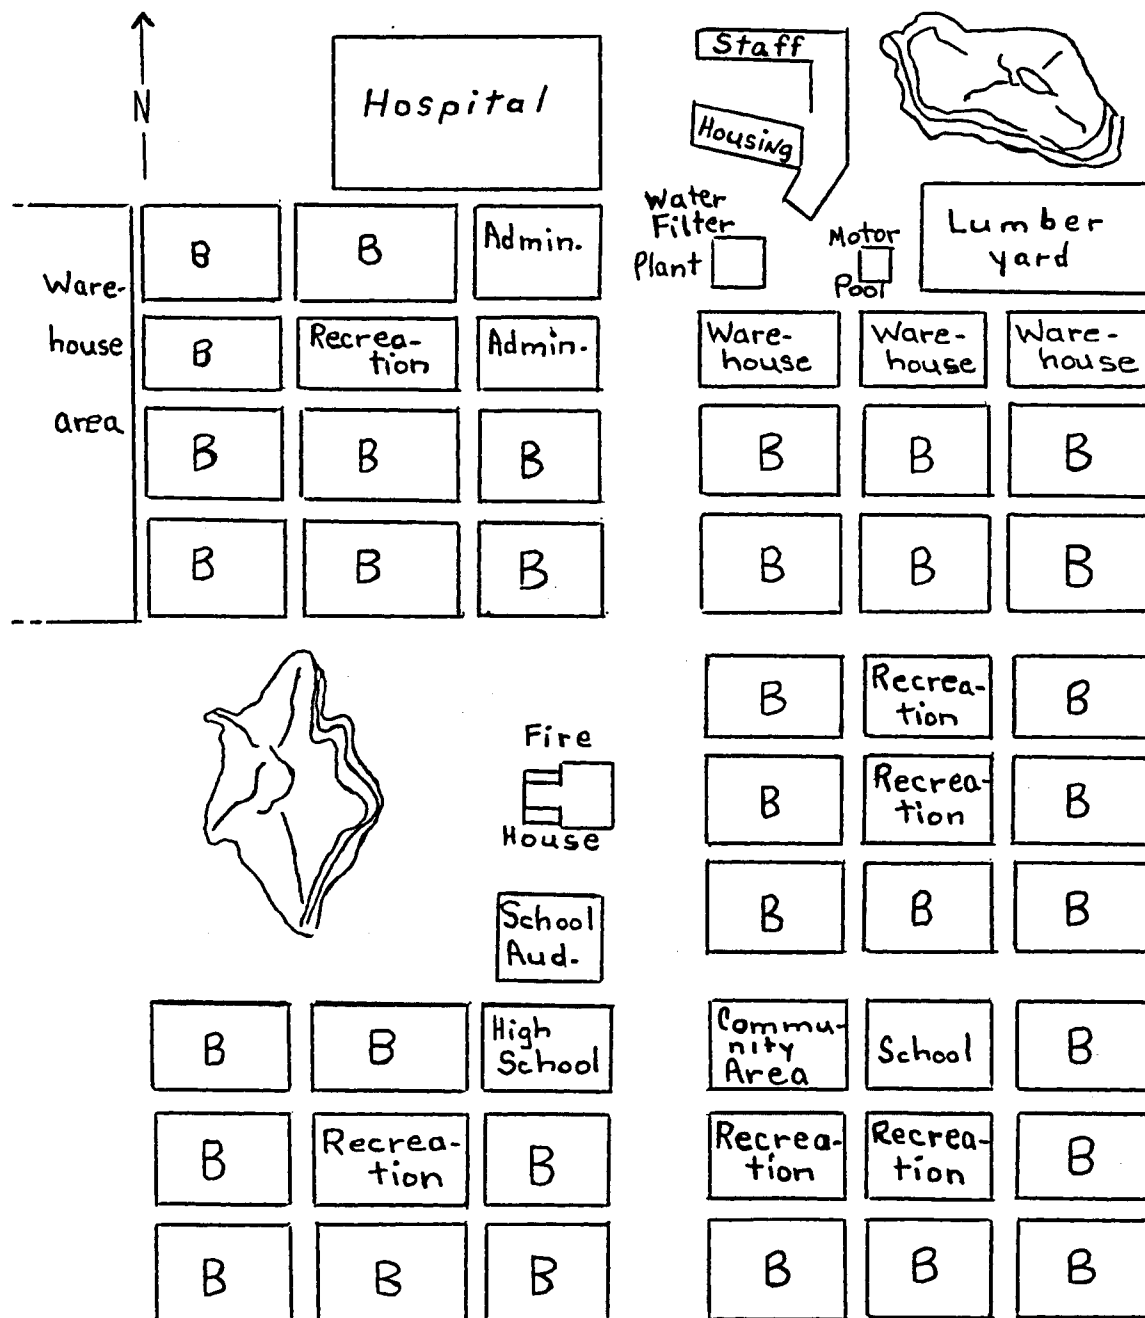 N
Hospital
Staff
Housing
Water
Filter
Plant
Motor
Pool
Lumber
yard
Ware-
house
area
B
B
Admin.
B
Recrea-
tion
Admin.
Ware-
house
Ware-
house
Ware-
house
B
B
B
B
B
B
B
B
B
B
B
B
Fire
House
B
Recrea-
tion
B
B
Recrea-
tion
B
B
B
B
School
Aud.
B
B
High
School
Commu-
nity
Area
School
B
B
Recrea-
tion
B
Recrea-
tion
Recrea-
tion
B
B
B
B
B
B
B